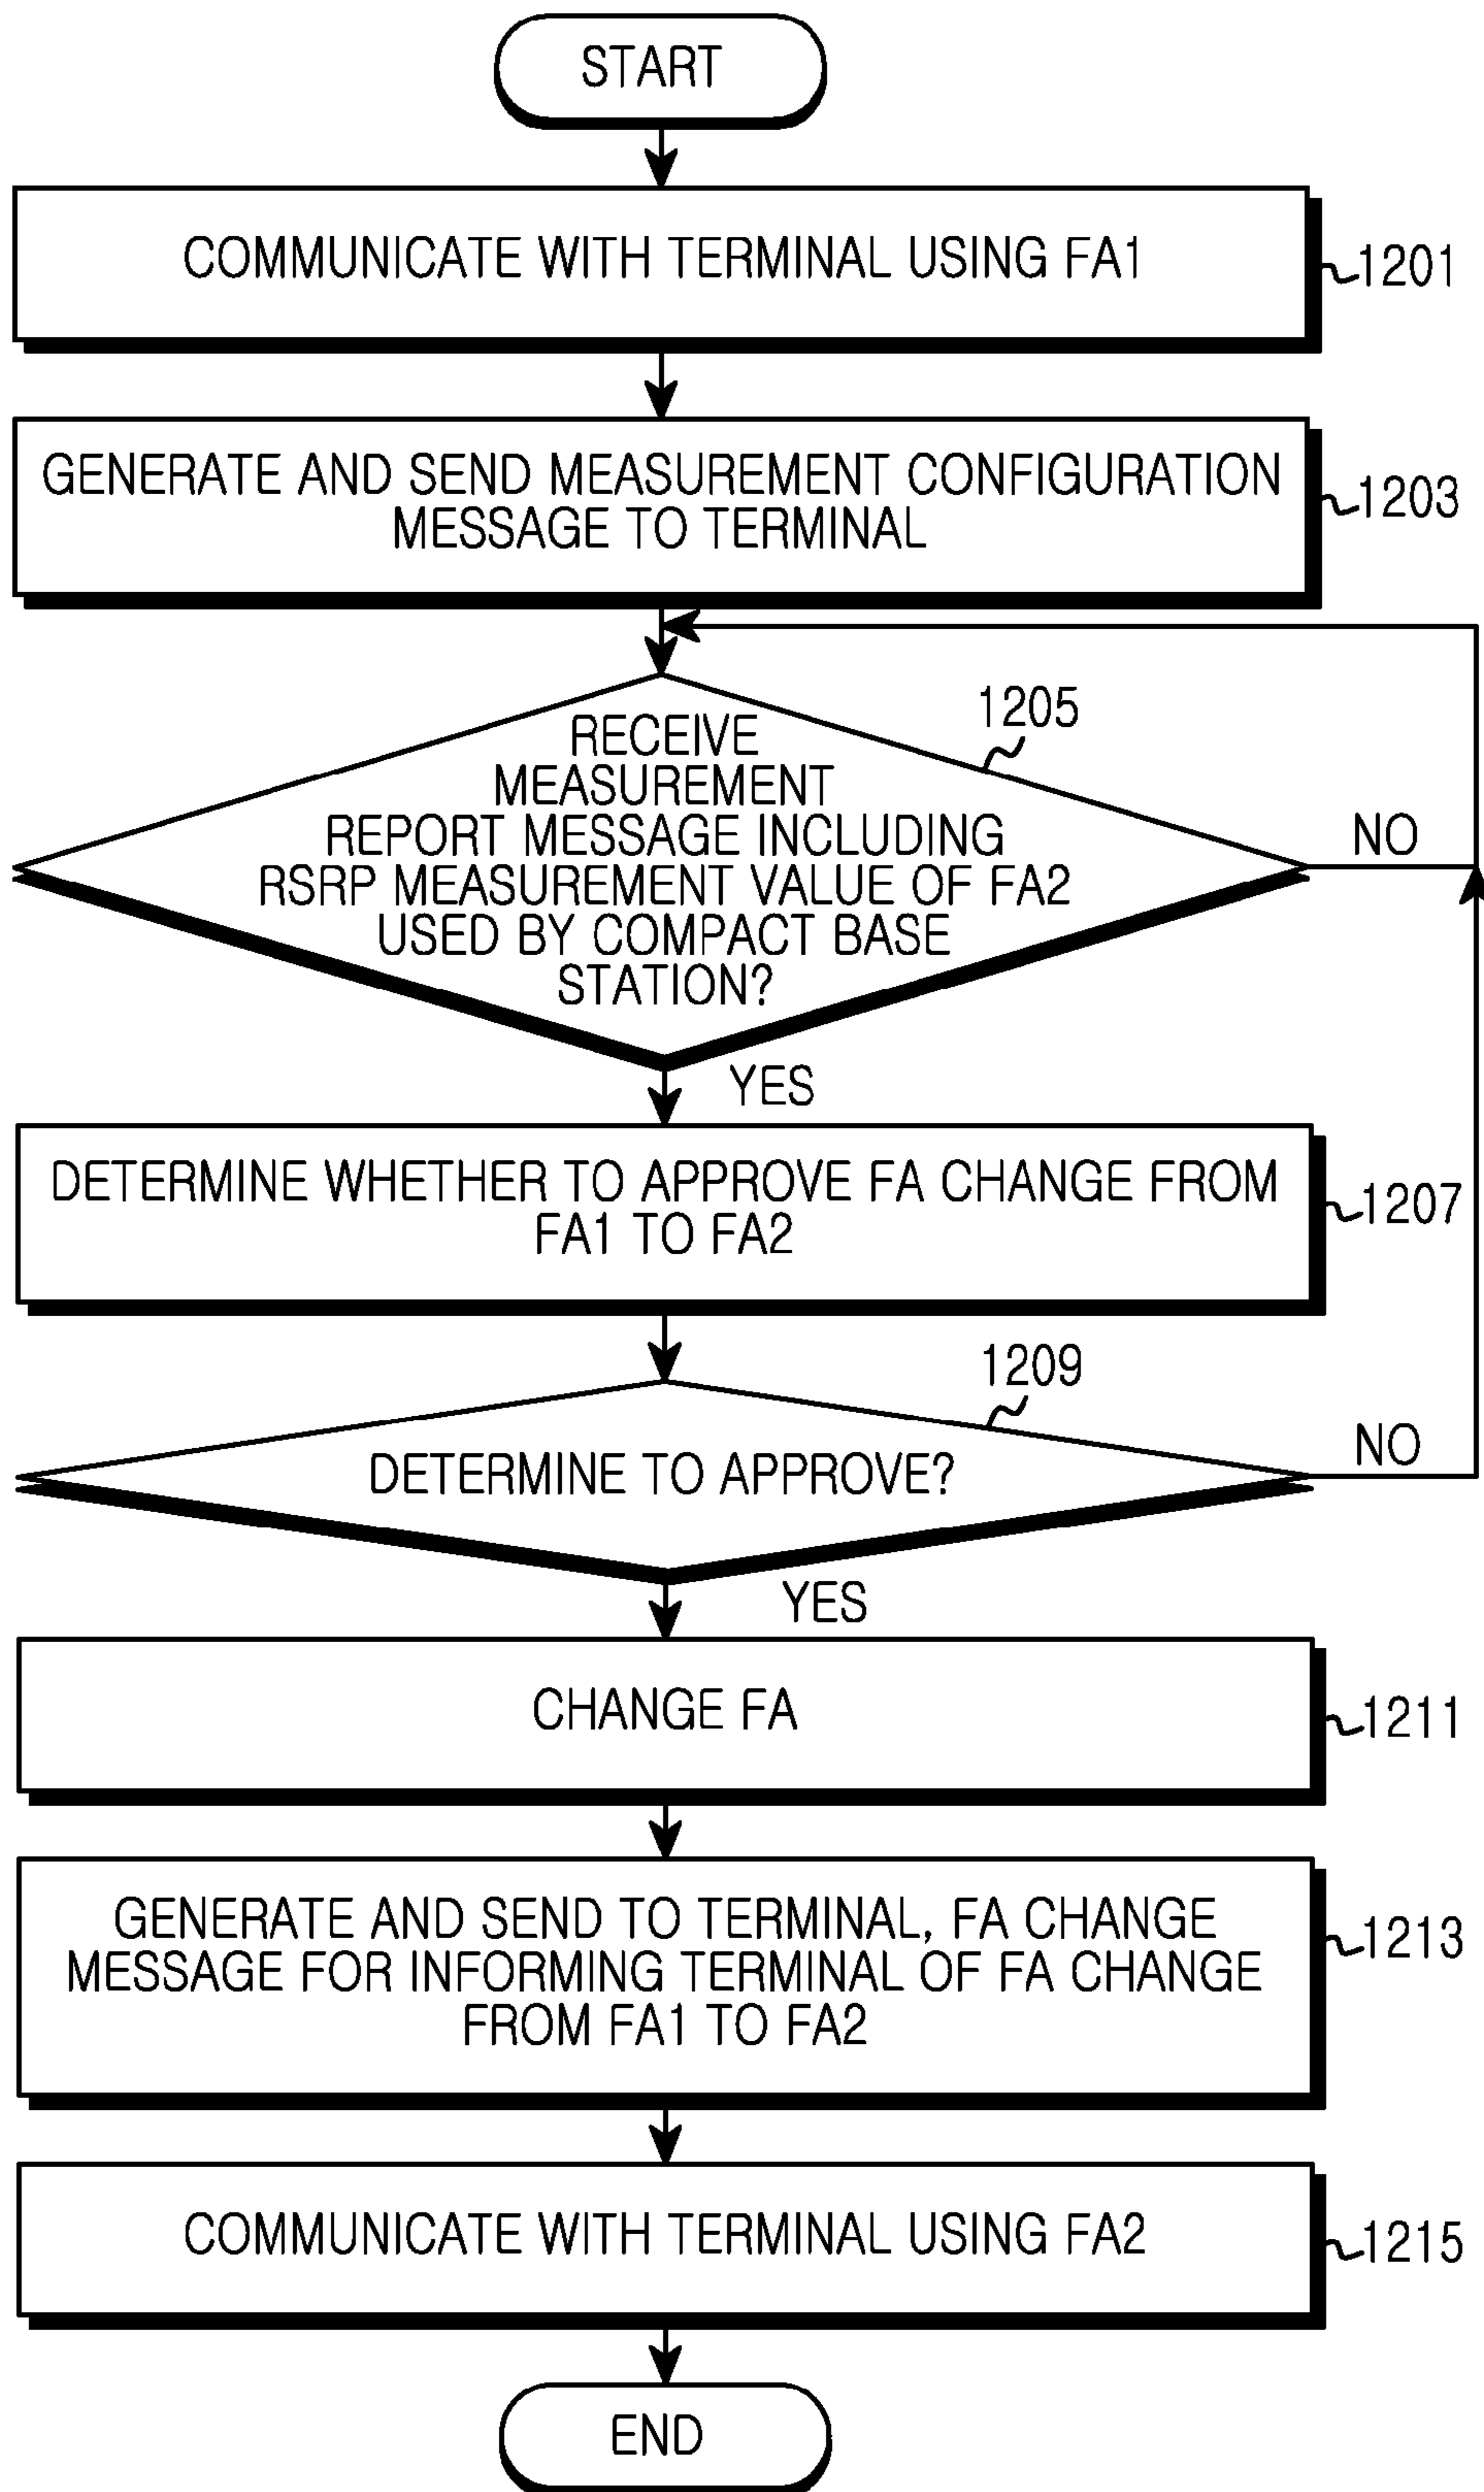 START
COMMUNICATE WITH TERMINAL USING FA1
1201
GENERATE AND SEND MEASUREMENT CONFIGURATION
MESSAGE TO TERMINAL
1203
1205
RECEIVE
MEASUREMENT
REPORT MESSAGE INCLUDING
RSRP MEASUREMENT VALUE OF FA2
USED BY COMPACT BASE
STATION?
NO
YES
DETERMINE WHETHER TO APPROVE FA CHANGE FROM
FA1 TO FA2
1207
1209
DETERMINE TO APPROVE?
NO
YES
CHANGE FA
1211
GENERATE AND SEND TO TERMINAL, FA CHANGE
MESSAGE FOR INFORMING TERMINAL OF FA CHANGE
FROM FA1 TO FA2
1213
COMMUNICATE WITH TERMINAL USING FA2
1215
END